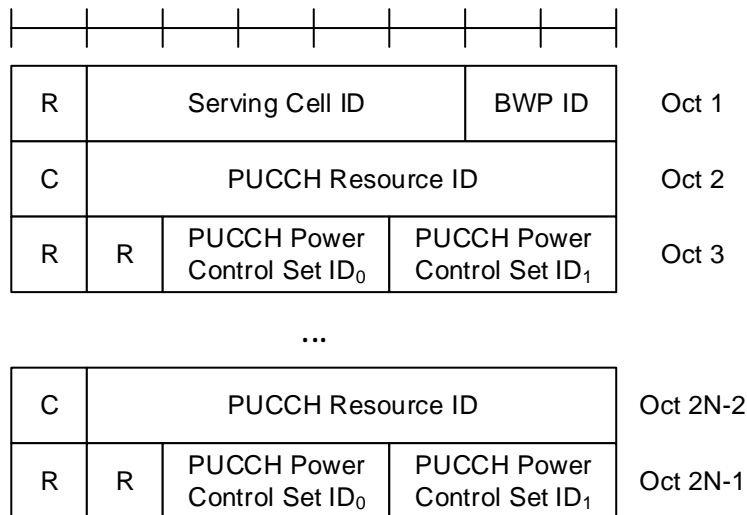 R Serving Cell ID BWP ID Oct 1
C PUCCH Resource ID Oct 2
R R PUCCH Power Control Set ID₀ PUCCH Power Control Set ID₁ Oct 3
...
C PUCCH Resource ID Oct 2N-2
R R PUCCH Power Control Set ID₀ PUCCH Power Control Set ID₁ Oct 2N-1